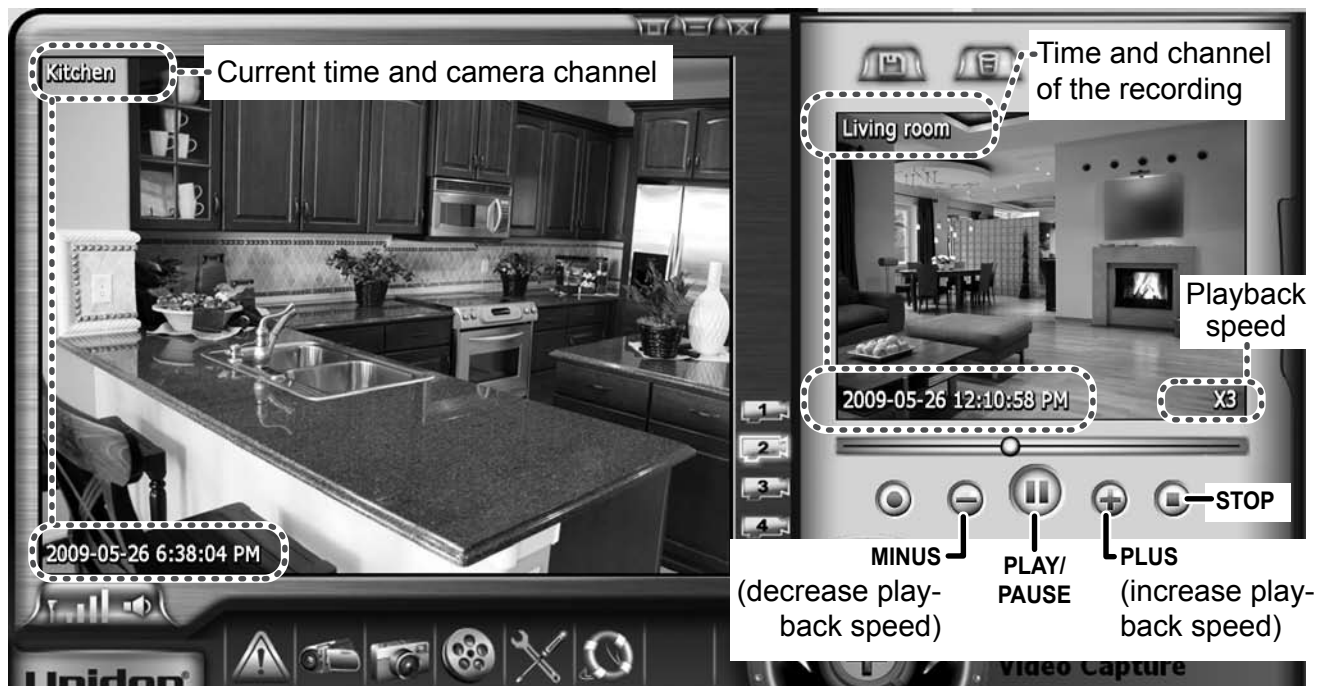 Kitchen
Current time and camera channel
Time and channel
of the recording
Living room
Playback
speed
2009-05-26 12:10:58 PM
X3
1
2
3
4
STOP
MINUS
(decrease play-
back speed)
PLAY/
PAUSE
PLUS
(increase play-
back speed)
2009-05-26 6:38:04 PM
Uniden®
Video Capture